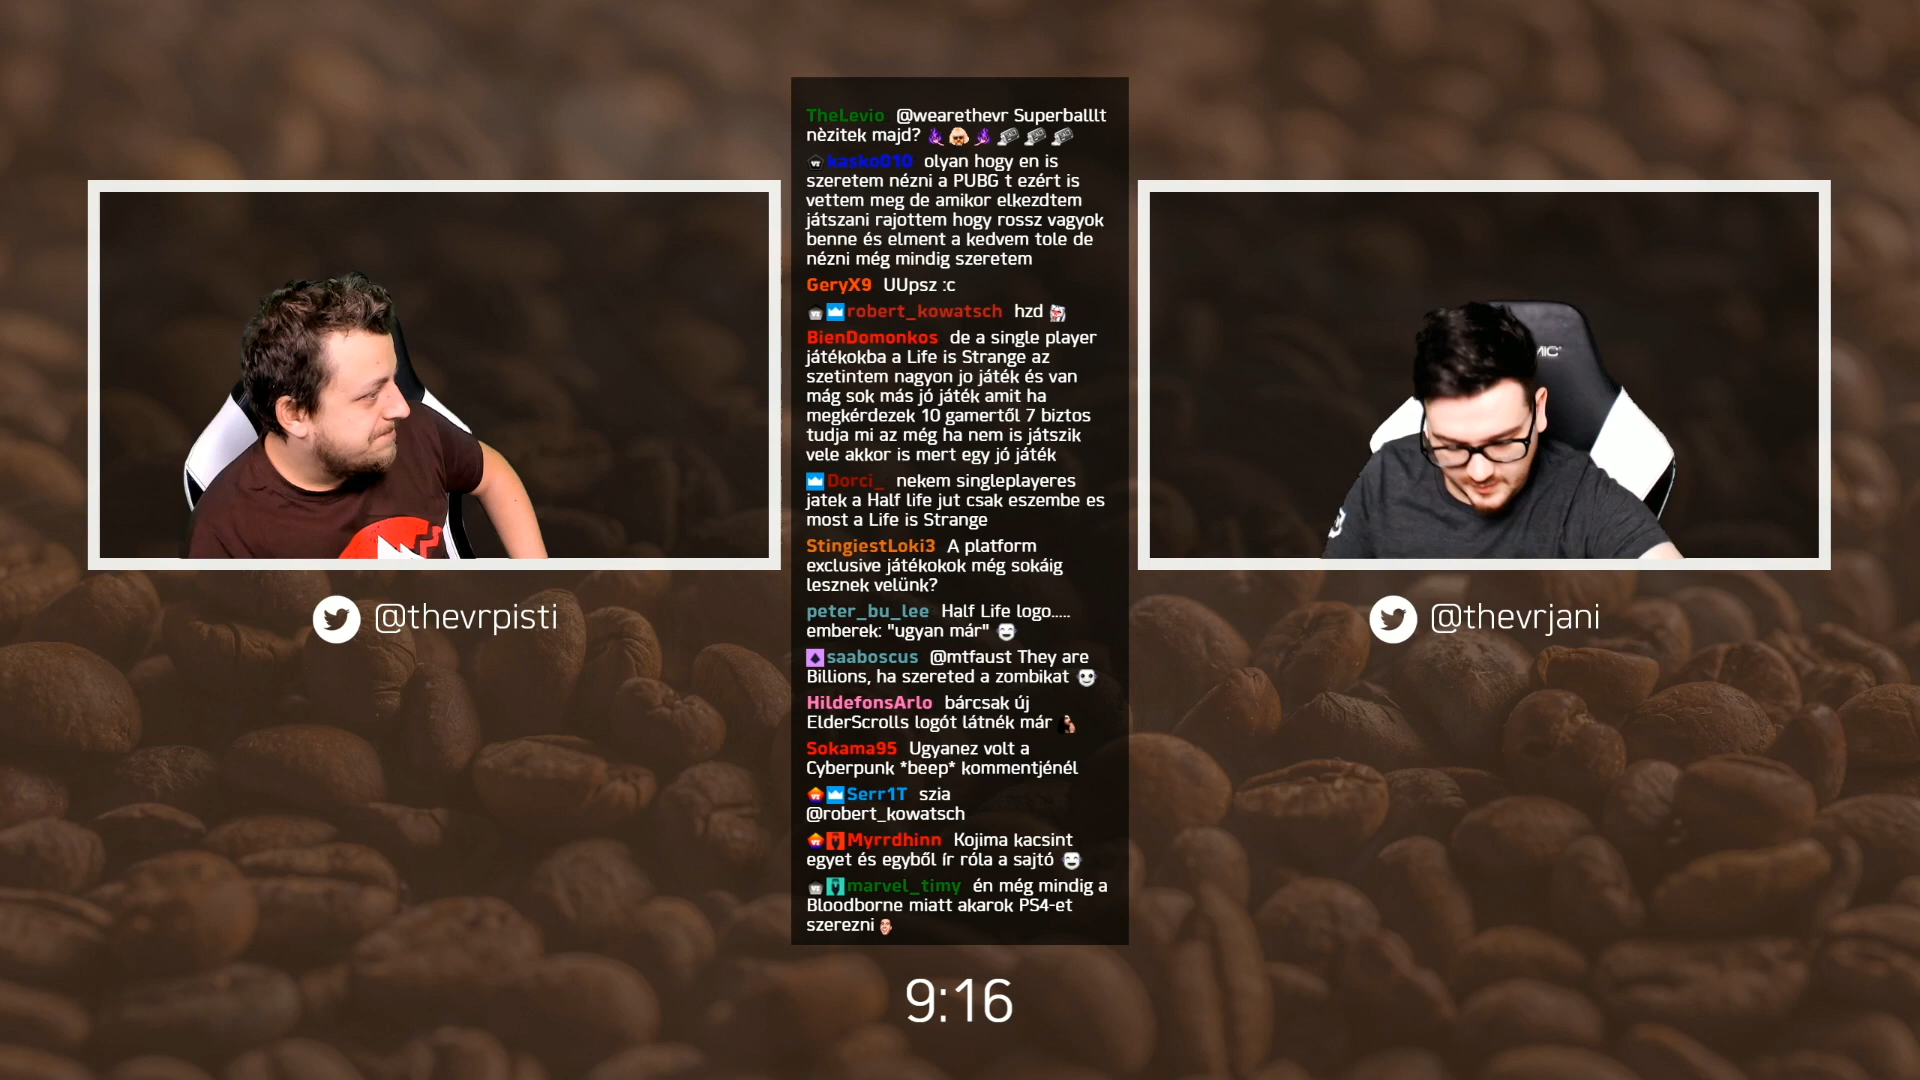 TheLevio @wearethevr Superballlt
nèzitek majd?
kasko010 olyan hogy en is
szeretem nézni a PUBG t ezért is
vettem meg de amikor elkezdtem
játszani rajottem hogy rossz vagyok
benne és elment a kedvem tole de
nézni még mindig szeretem
GeryX9 UUpsz :c
robert_kowatsch hzd
BienDomonkos de a single player
játékokba a Life is Strange az
szetintem nagyon jo játék és van
mág sok más jó játék amit ha
megkérdezek 10 gamertől 7 biztos
tudja mi az még ha nem is játszik
vele akkor is mert egy jó játék
Dorci_ nekem singleplayeres
jatek a Half life jut csak eszembe es
most a Life is Strange
StingiestLoki3 A platform
exclusive játékokok még sokáig
lesznek velünk?
peter_bu_lee Half Life logo.....
emberek: "ugyan már"
saaboscus @mtfaust They are
Billions, ha szereted a zombikat
HildefonsArlo bárcsak új
ElderScrolls logót látnék már
Sokama95 Ugyanez volt a
Cyberpunk *beep* kommentjénél
Serr1T szia
@robert_kowatsch
Myrrdhinn Kojima kacsint
egyet és egyből ír róla a sajtó
marvel_timy én még mindig a
Bloodborne miatt akarok PS4-et
szerezni
@thevrpisti
@thevrjani
9:16